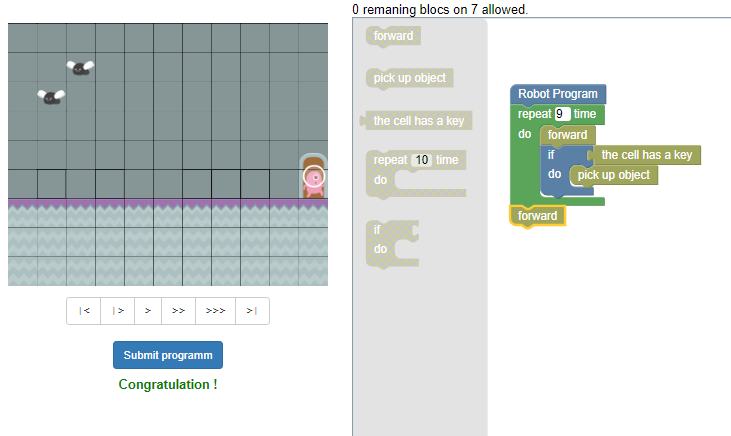 0 remaning blocs on 7 allowed.
forward
pick up object
the cell has a key
repeat 10 time
do
if
do
Robot Program
repeat 9 time
do forward
if the cell has a key
do pick up object
forward
|< |> > >> >>> >|
Submit programm
Congratulation !